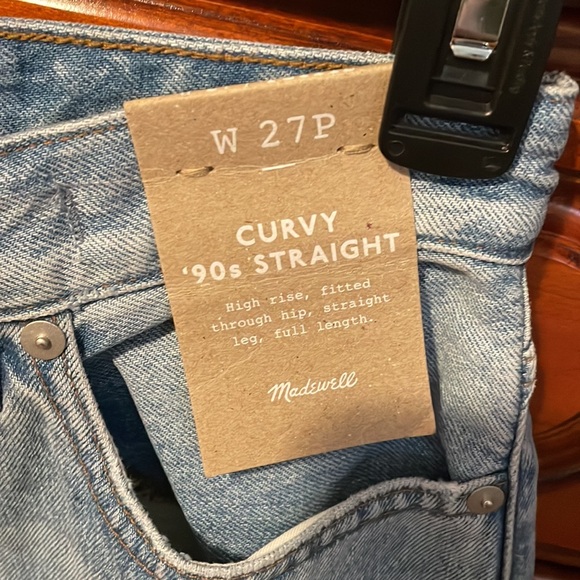 W 27P
CURVY
'90s STRAIGHT
High rise, fitted
through hip, straight
leg, full length.
Madewell